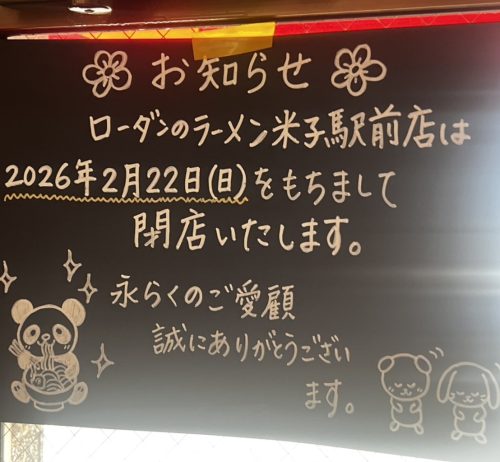 お知らせ
ローダンのラーメン米子駅前店は
2026年2月22日(日)をもちまして
閉店いたします。
永らくのご愛顧
誠にありがとうござい
ます。